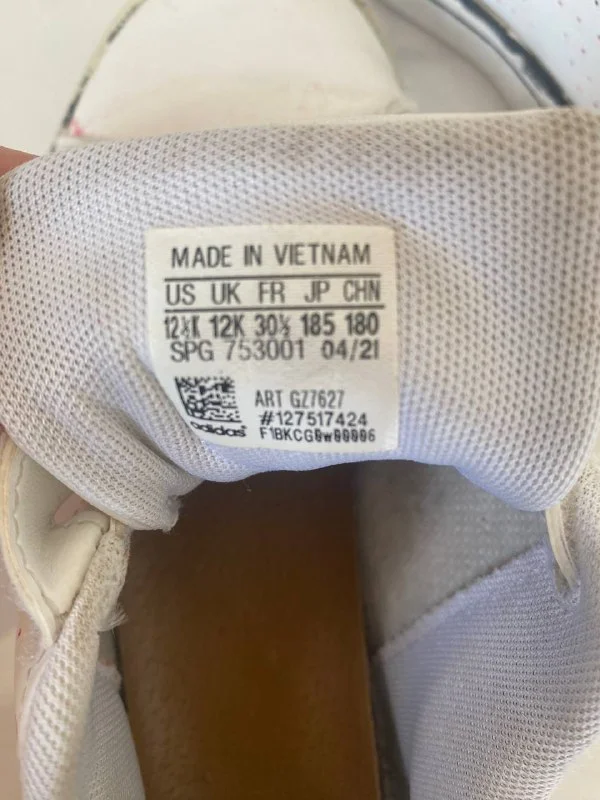 MADE IN VIETNAM
US UK FR JP CHN
12½K 12K 30½ 185 180
SPG 753001 04/21
ART GZ7627
#127517424
adidas
F1BKCG0w00006